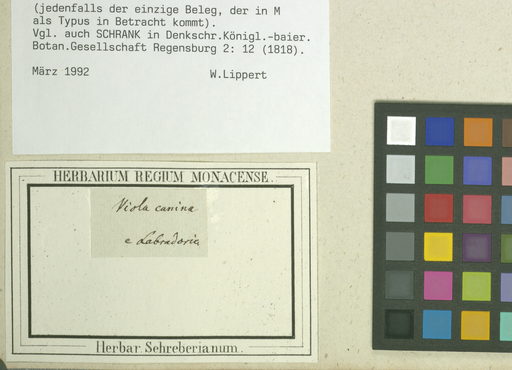 (jedenfalls der einzige Beleg, der in M
als Typus in Betracht kommt).
Vgl. auch SCHRANK in Denkschr.Königl.-baier.
Botan.Gesellschaft Regensburg 2: 12 (1818).
März 1992 W.Lippert
HERBARIUM REGIUM MONACENSE.
Viola canina
e Labradoria
Herbar. Schreberianum.